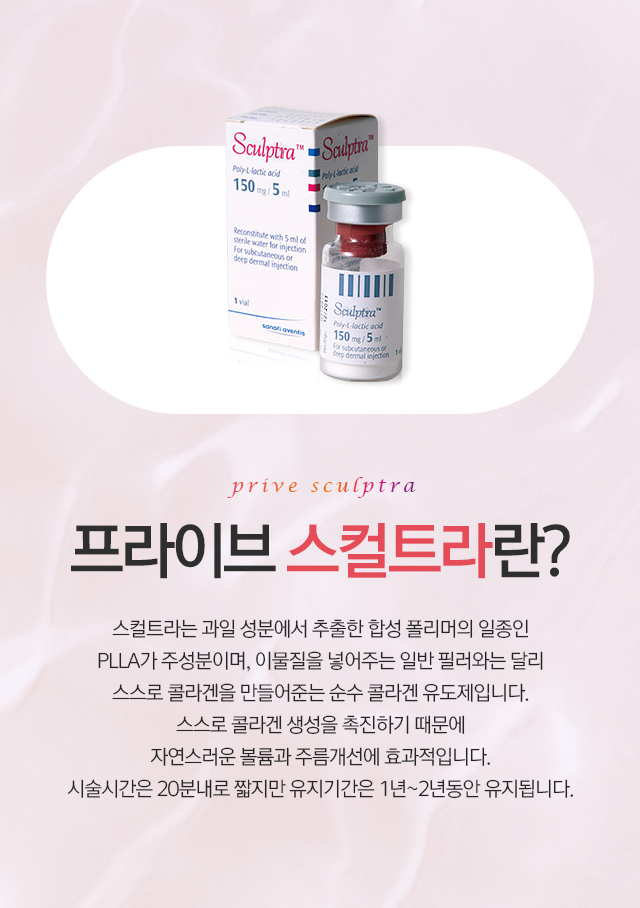 Sculptra™
Poly-L-lactic acid
150 mg / 5 ml
Reconstitute with 5 ml of
sterile water for injection
For subcutaneous or
deep dermal injection
1 vial
sanofi aventis
Sculptra™
Poly-L-lactic acid
5 ml
Sculptra™
Poly-L-lactic acid
150 mg / 5 ml
For subcutaneous or
deep dermal injection
prive sculptra
프라이브 스컬트라란?
스컬트라는 과일 성분에서 추출한 합성 폴리머의 일종인
PLLA가 주성분이며, 이물질을 넣어주는 일반 필러와는 달리
스스로 콜라겐을 만들어준는 순수 콜라겐 유도제입니다.
스스로 콜라겐 생성을 촉진하기 때문에
자연스러운 볼륨과 주름개선에 효과적입니다.
시술시간은 20분내로 짧지만 유지기간은 1년~2년동안 유지됩니다.